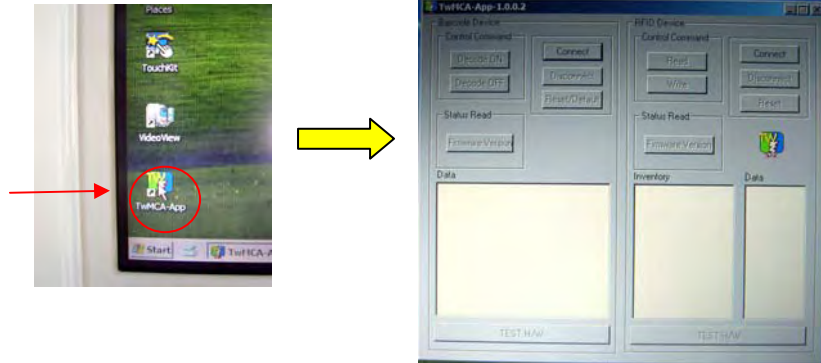 Places
TouchKit
VideoView
TwMCA-App
Start
TwMCA-A
TwMCA-App-1.0.0.2
Barcode Device
Control Command
Decode ON
Decode OFF
Connect
Disconnect
Reset/Default
Status Read
Firmware Version
Data
TEST H/W
RFID Device
Control Command
Read
Write
Connect
Disconnect
Reset
Status Read
Firmware Version
TW
Inventory
Data
TEST H/W